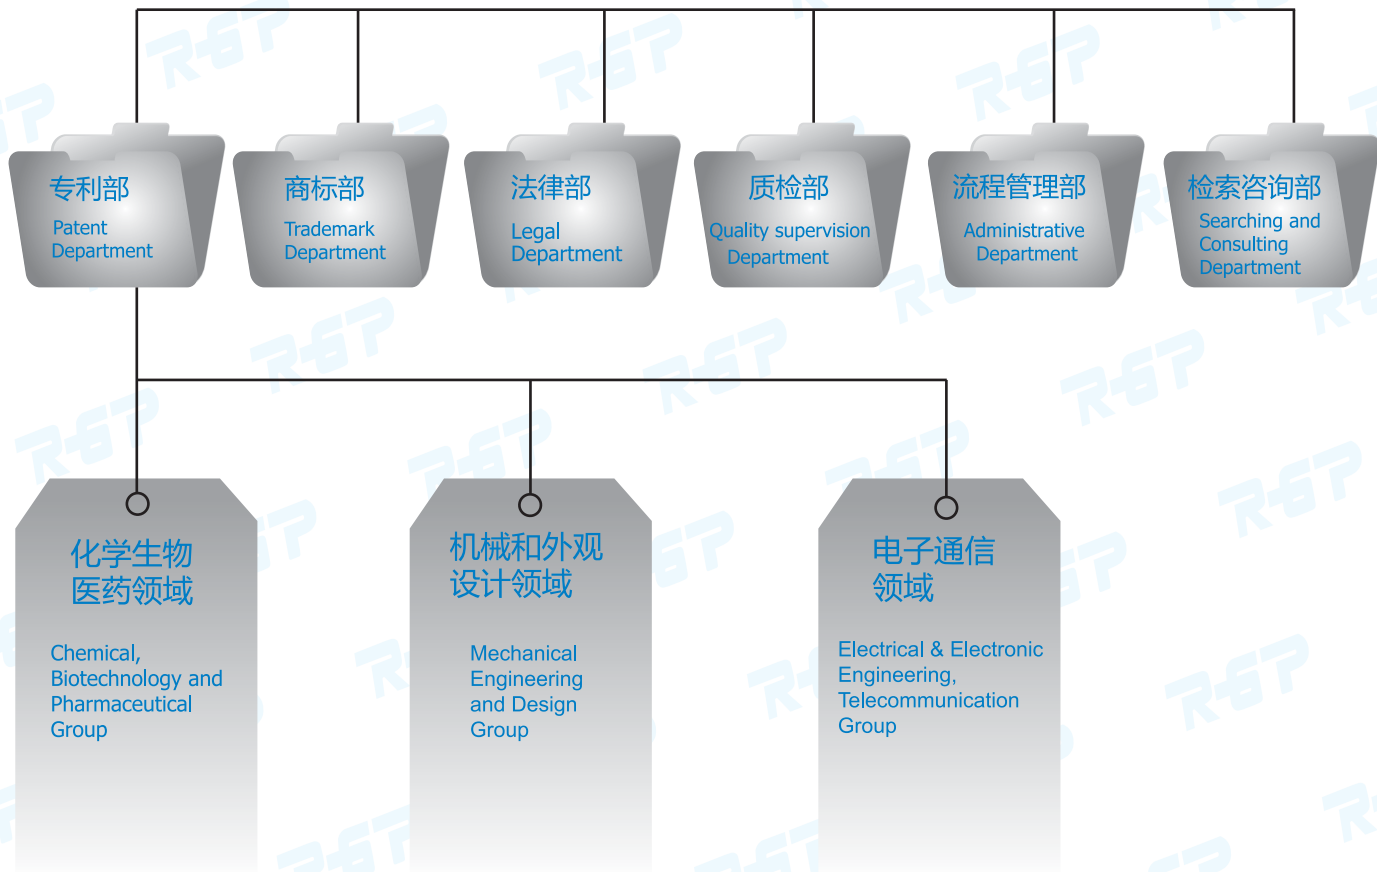 专利部
Patent
Department
商标部
Trademark
Department
法律部
Legal
Department
质检部
Quality supervision
Department
流程管理部
Administrative
Department
检索咨询部
Searching and
Consulting
Department
化学生物
医药领域
Chemical,
Biotechnology and
Pharmaceutical
Group
机械和外观
设计领域
Mechanical
Engineering
and Design
Group
电子通信
领域
Electrical & Electronic
Engineering,
Telecommunication
Group